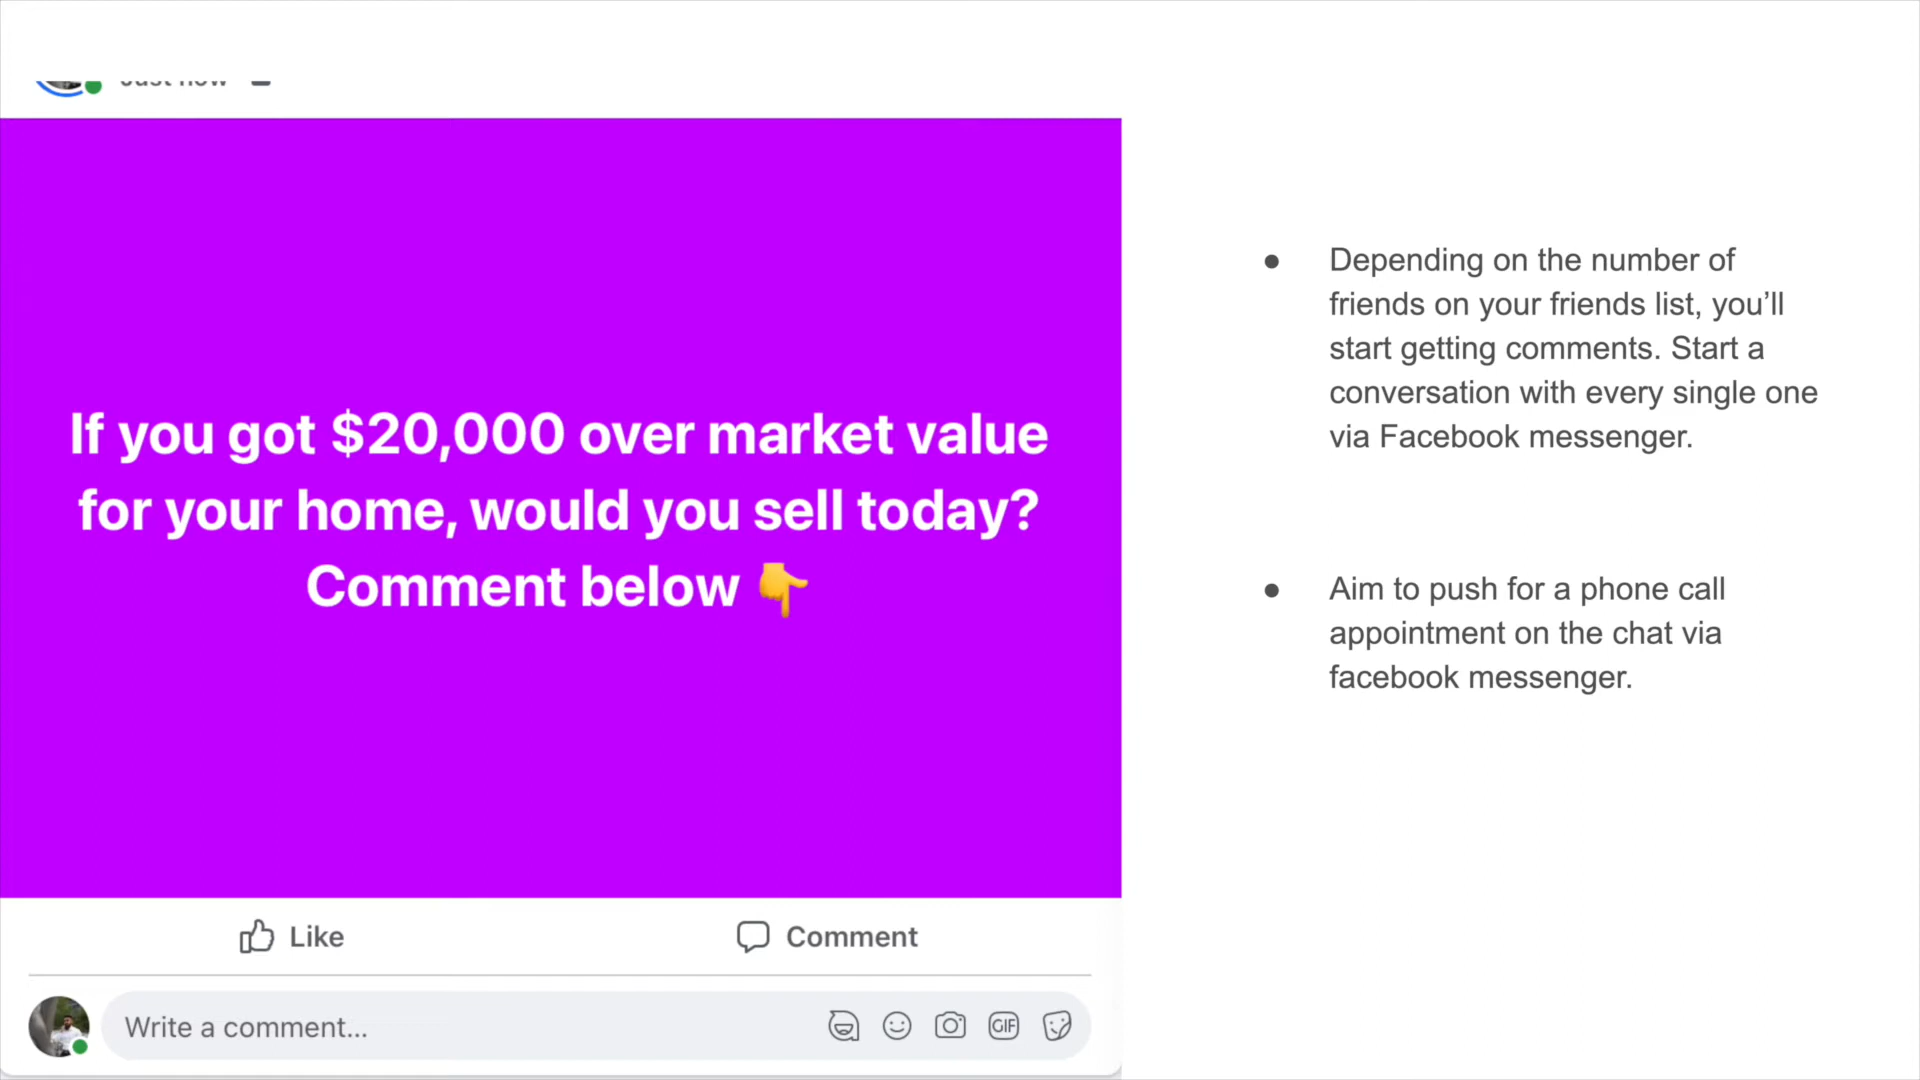 Just now
If you got $20,000 over market value
for your home, would you sell today?
Comment below 👇
Like
Comment
Write a comment...
GIF
● Depending on the number of
friends on your friends list, you’ll
start getting comments. Start a
conversation with every single one
via Facebook messenger.
● Aim to push for a phone call
appointment on the chat via
facebook messenger.